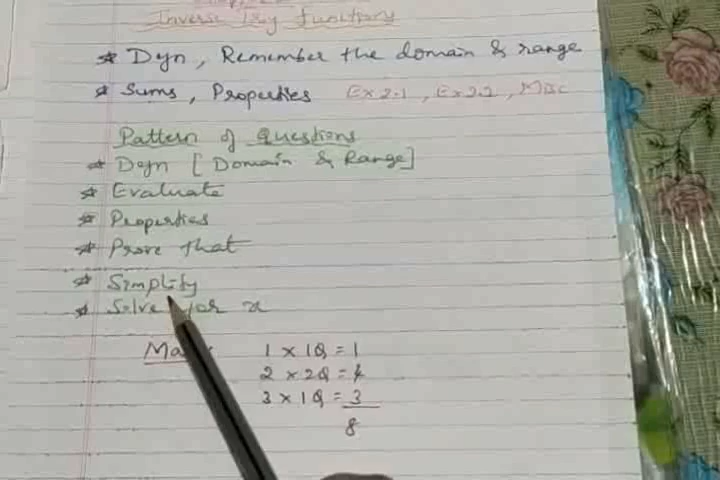 Inverse Trig functions
* Defn, Remember the domain & range
* Sums, Properties Ex 2.1, Ex 2.2, Misc
Pattern of Questions
* Defn [Domain & Range]
* Evaluate
* Properties
* Prove that
* Simplify
* Solve for x
1 x 1Q = 1
2 x 2Q = 4
3 x 1Q = 3
8